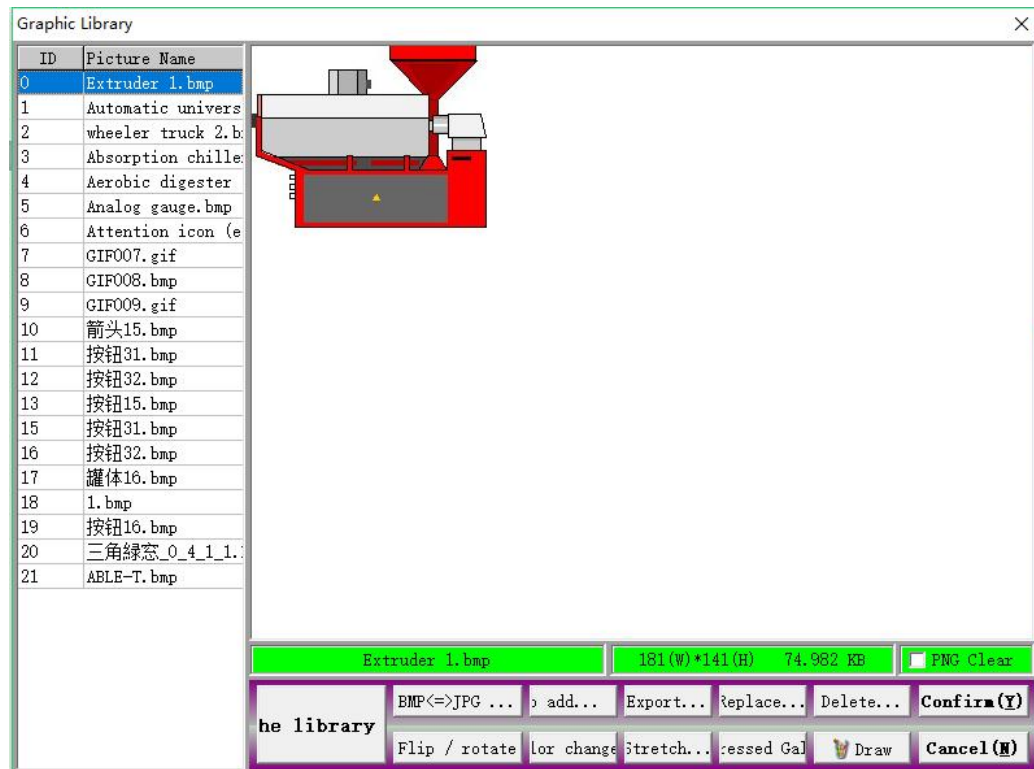 Graphic Library
ID Picture Name
0 Extruder 1.bmp
1 Automatic univers
2 wheeler truck 2.b
3 Absorption chille
4 Aerobic digester
5 Analog gauge.bmp
6 Attention icon (e
7 GIF007.gif
8 GIF008.bmp
9 GIF009.gif
10 箭头15.bmp
11 按钮31.bmp
12 按钮32.bmp
13 按钮15.bmp
15 按钮31.bmp
16 按钮32.bmp
17 罐体16.bmp
18 1.bmp
19 按钮16.bmp
20 三角緑窓_0_4_1_1.
21 ABLE-T.bmp
Extruder 1.bmp 181(W)*141(H) 74.982 KB PNG Clear
he library
BMP<=>JPG ... add... Export... Replace... Delete... Confirm(Y)
Flip / rotate lor change Stretch... ressed Gal Draw Cancel(N)